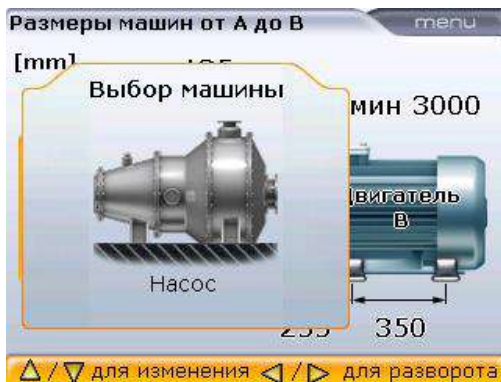 Размеры машин от А до В
menu
[mm]
Выбор машины
мин 3000
Двигатель
В
Насос
350
△/▽ для изменения ◁/▷ для разворота